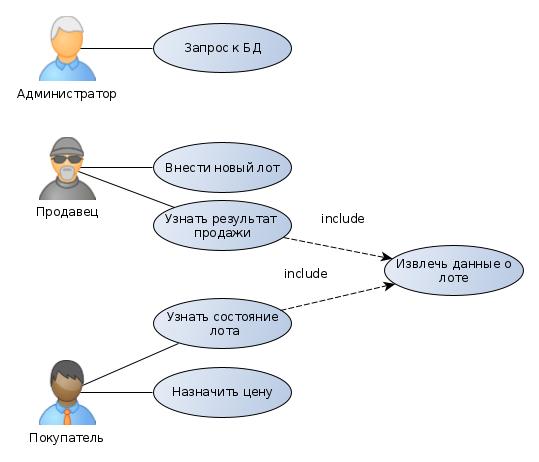 Запрос к БД
Администратор
Внести новый лот
Продавец
Узнать результат
продажи
include
Извлечь данные о
лоте
include
Узнать состояние
лота
Назначить цену
Покупатель